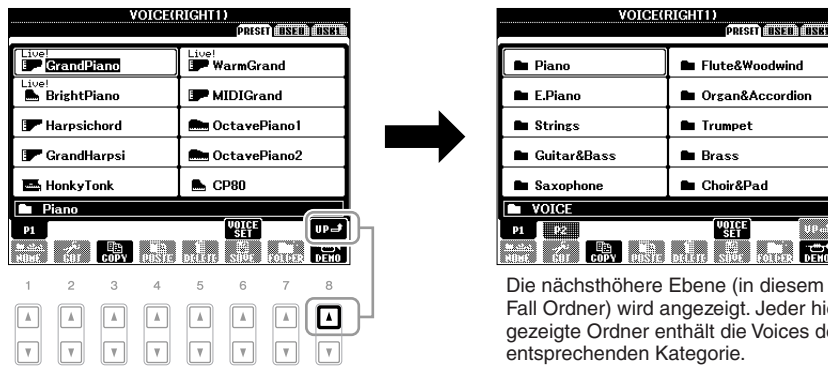 VOICE(RIGHT1)
PRESET USER USB1
Live! GrandPiano
Live! WarmGrand
Live! BrightPiano
MIDIGrand
Harpsichord
OctavePiano1
GrandHarpsi
OctavePiano2
HonkyTonk
CP80
Piano
P1
VOICE SET
UP
NAME CUT COPY PASTE DELETE SAVE FOLDER DEMO
1 2 3 4 5 6 7 8
VOICE(RIGHT1)
PRESET USER USB1
Piano
Flute&Woodwind
E.Piano
Organ&Accordion
Strings
Trumpet
Guitar&Bass
Brass
Saxophone
Choir&Pad
VOICE
P1 P2
VOICE SET
UP
NAME CUT COPY PASTE DELETE SAVE FOLDER DEMO
Die nächsthöhere Ebene (in diesem
Fall Ordner) wird angezeigt. Jeder
gezeigte Ordner enthält die Voices
entsprechenden Kategorie.